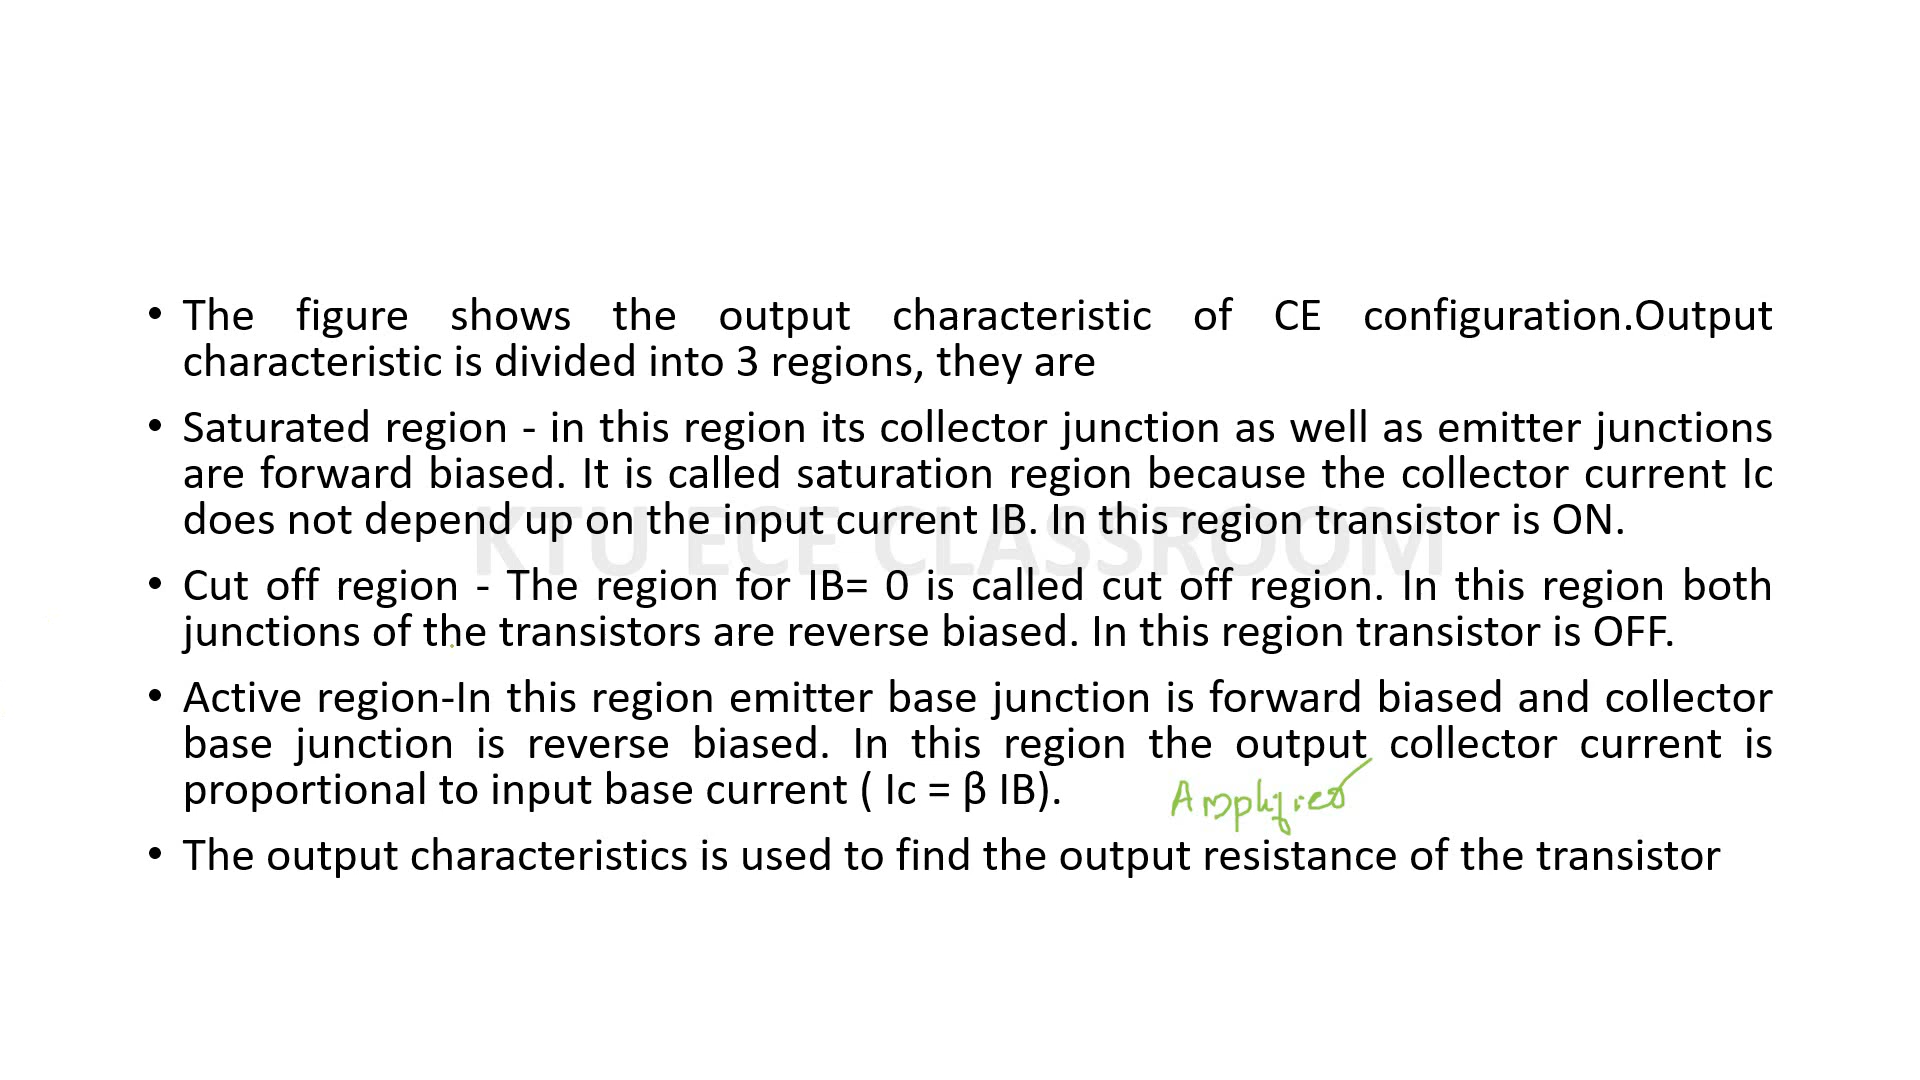 • The figure shows the output characteristic of CE configuration.Output
characteristic is divided into 3 regions, they are
• Saturated region - in this region its collector junction as well as emitter junctions
are forward biased. It is called saturation region because the collector current Ic
does not depend up on the input current IB. In this region transistor is ON.
KTU ECE CLASSROOM
• Cut off region - The region for IB= 0 is called cut off region. In this region both
junctions of the transistors are reverse biased. In this region transistor is OFF.
• Active region-In this region emitter base junction is forward biased and collector
base junction is reverse biased. In this region the output collector current is
proportional to input base current ( Ic = β IB).
Amplifier
• The output characteristics is used to find the output resistance of the transistor